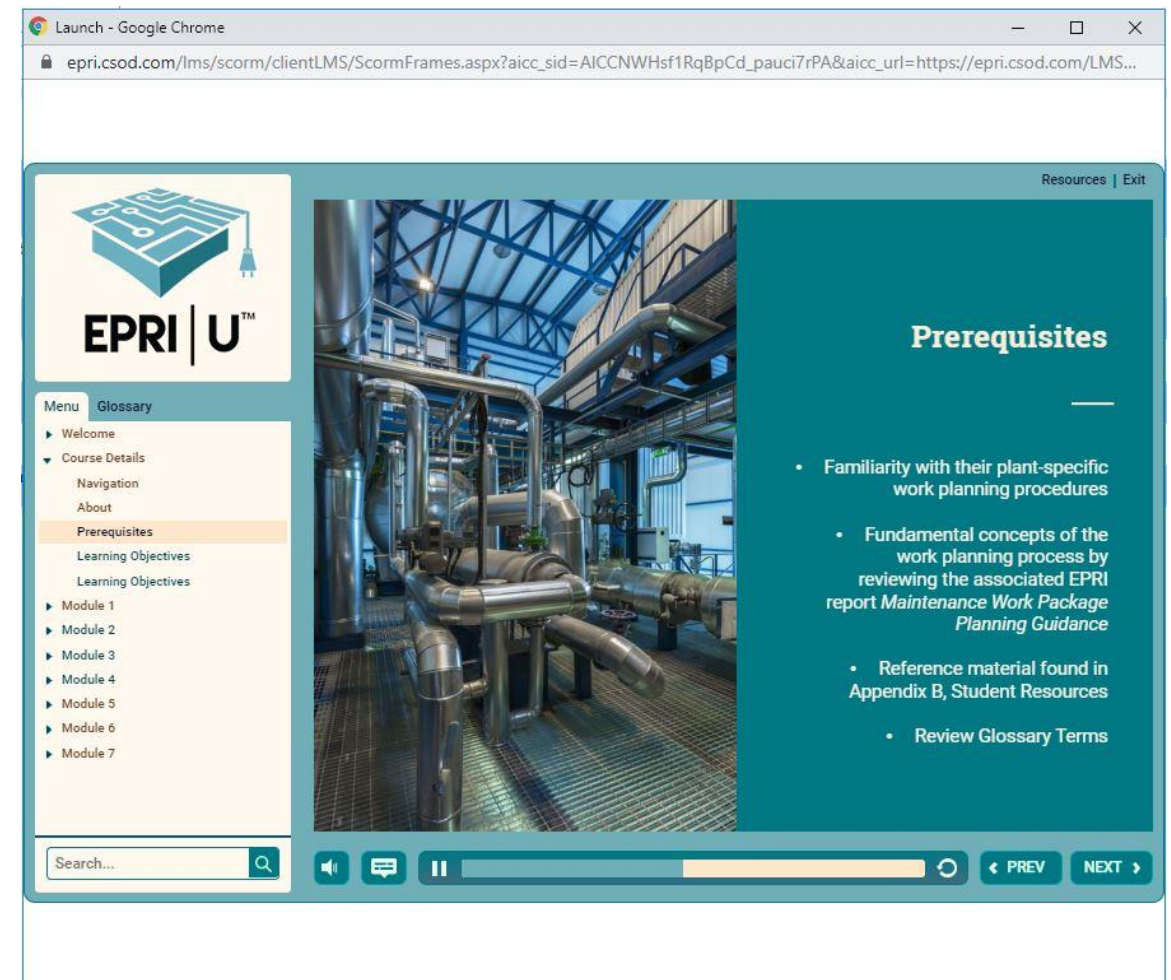 Launch - Google Chrome
epri.csod.com/lms/scorm/clientLMS/ScormFrames.aspx?aicc_sid=AICCNWHsf1RqBpCd_pauci7rPA&aicc_url=https://epri.csod.com/LMS...
Resources | Exit
EPRI | U™
Menu Glossary
Welcome
Course Details
Navigation
About
Prerequisites
Learning Objectives
Learning Objectives
Module 1
Module 2
Module 3
Module 4
Module 5
Module 6
Module 7
Search...
Prerequisites
• Familiarity with their plant-specific
work planning procedures
• Fundamental concepts of the
work planning process by
reviewing the associated EPRI
report Maintenance Work Package
Planning Guidance
• Reference material found in
Appendix B, Student Resources
• Review Glossary Terms
PREV
NEXT